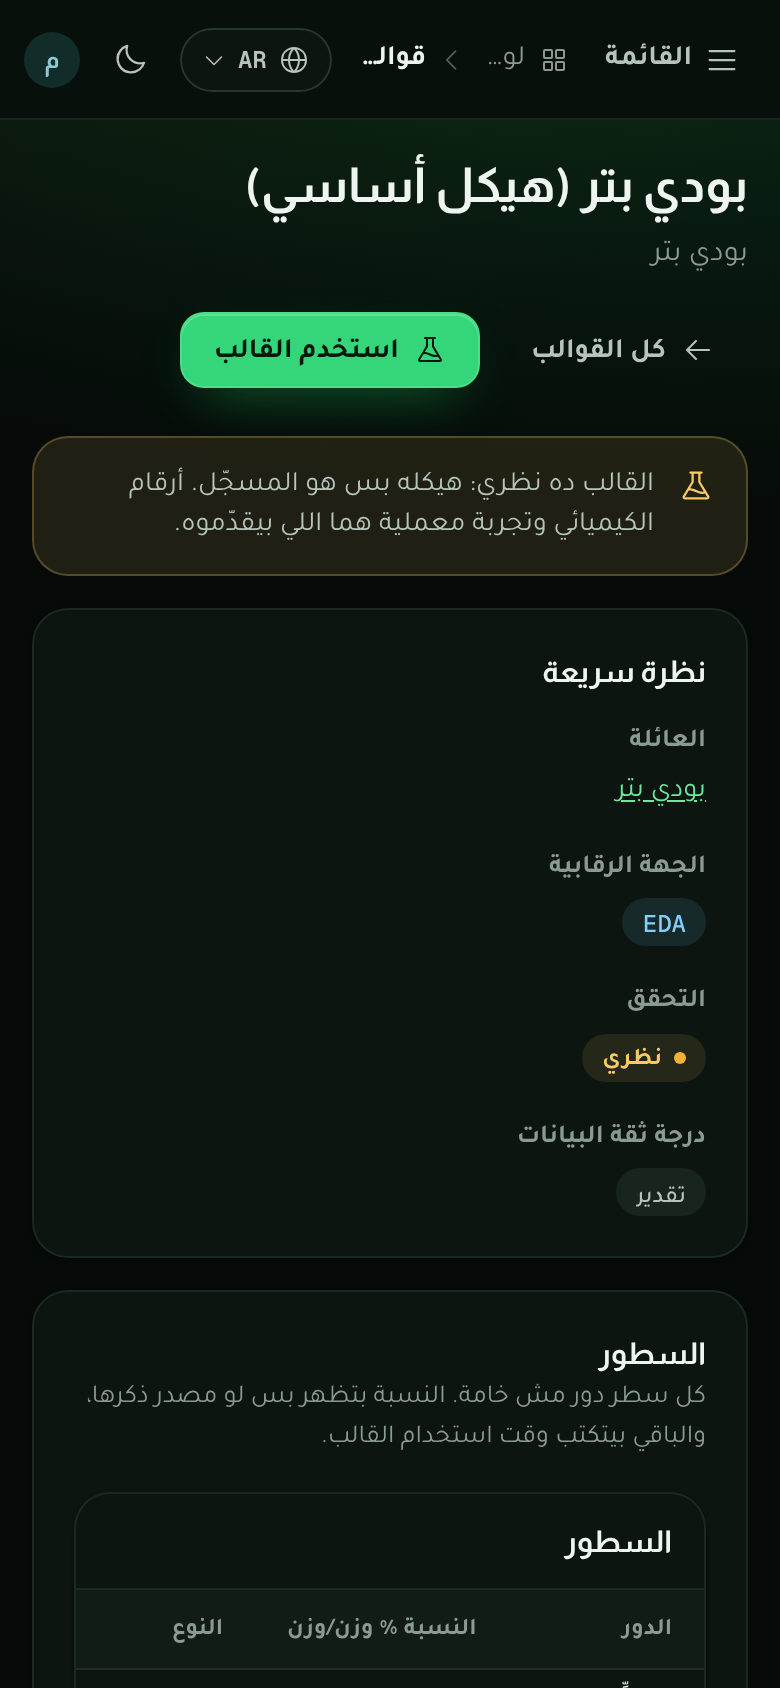 القائمة
لو...
قوالـ...
AR
م
بودي بتر (هيكل أساسي)
بودي بتر
كل القوالب
استخدم القالب
القالب ده نظري: هيكله بس هو المسجّل. أرقام
الكيميائي وتجربة معملية هما اللي بيقدّموه.
نظرة سريعة
العائلة
بودي بتر
الجهة الرقابية
EDA
التحقق
نظري
درجة ثقة البيانات
تقدير
السطور
كل سطر دور مش خامة. النسبة بتظهر بس لو مصدر ذكرها،
والباقي بيتكتب وقت استخدام القالب.
السطور
الدور
النسبة % وزن/وزن
النوع